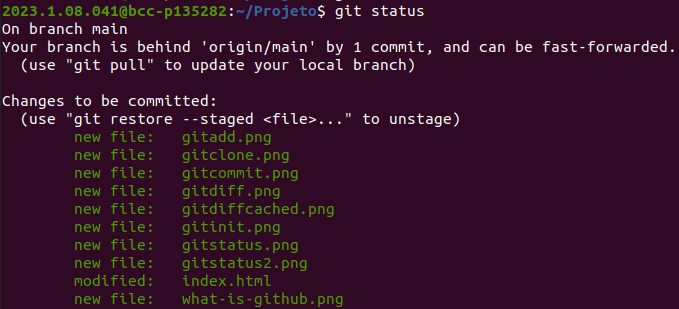 2023.1.08.041@bcc-p135282:~/Projeto$ git status
On branch main
Your branch is behind 'origin/main' by 1 commit, and can be fast-forwarded.
  (use "git pull" to update your local branch)

Changes to be committed:
  (use "git restore --staged <file>..." to unstage)
        new file:   gitadd.png
        new file:   gitclone.png
        new file:   gitcommit.png
        new file:   gitdiff.png
        new file:   gitdiffcached.png
        new file:   gitinit.png
        new file:   gitstatus.png
        new file:   gitstatus2.png
        modified:   index.html
        new file:   what-is-github.png